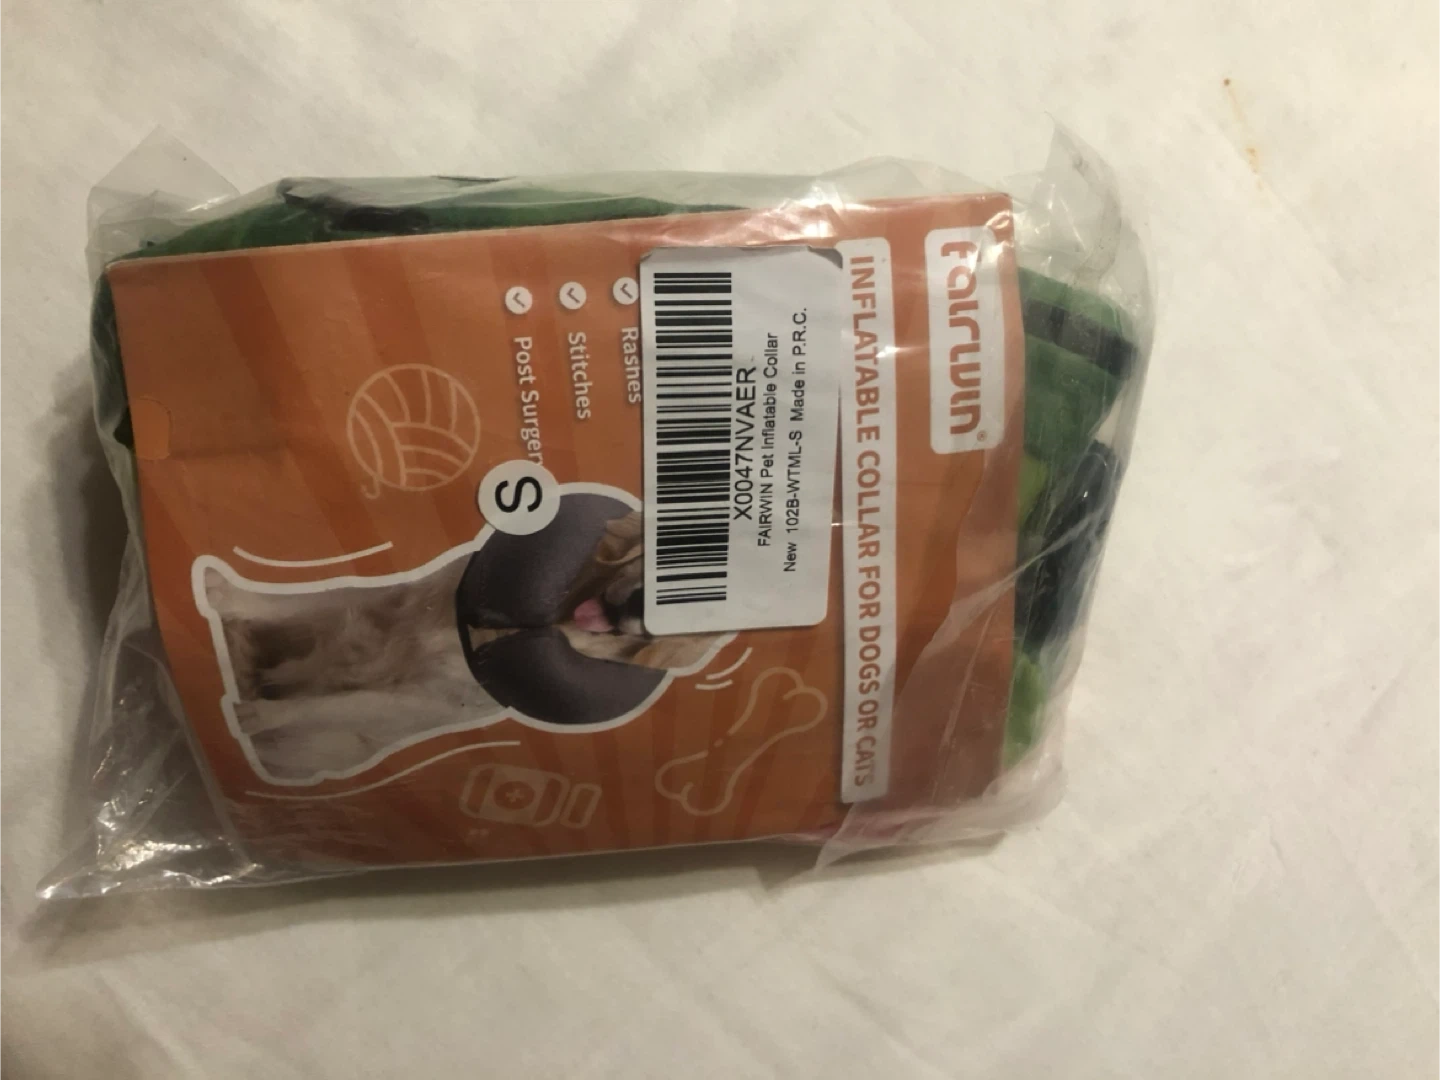 fairwin®
INFLATABLE COLLAR FOR DOGS OR CATS
X0047NVAER
FAIRWIN Pet Inflatable Collar
New 102B-WTML-S Made in P.R.C.
Rashes
Stitches
Post Surgery
S